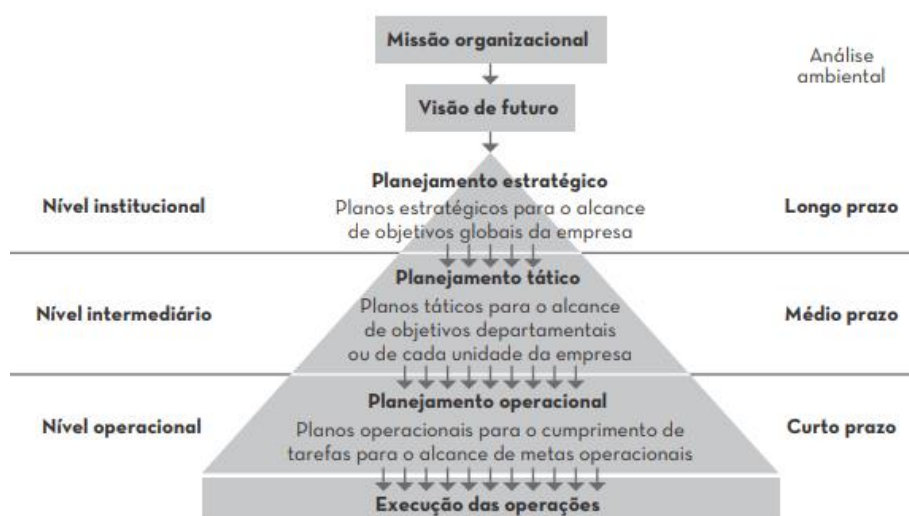 Missão organizacional
Análise
ambiental
Visão de futuro
Planejamento estratégico
Nível institucional
Planos estratégicos para o alcance
de objetivos globais da empresa
Longo prazo
Planejamento tático
Nível intermediário
Planos táticos para o alcance
de objetivos departamentais
ou de cada unidade da empresa
Médio prazo
Planejamento operacional
Nível operacional
Planos operacionais para o cumprimento de
tarefas para o alcance de metas operacionais
Curto prazo
Execução das operações